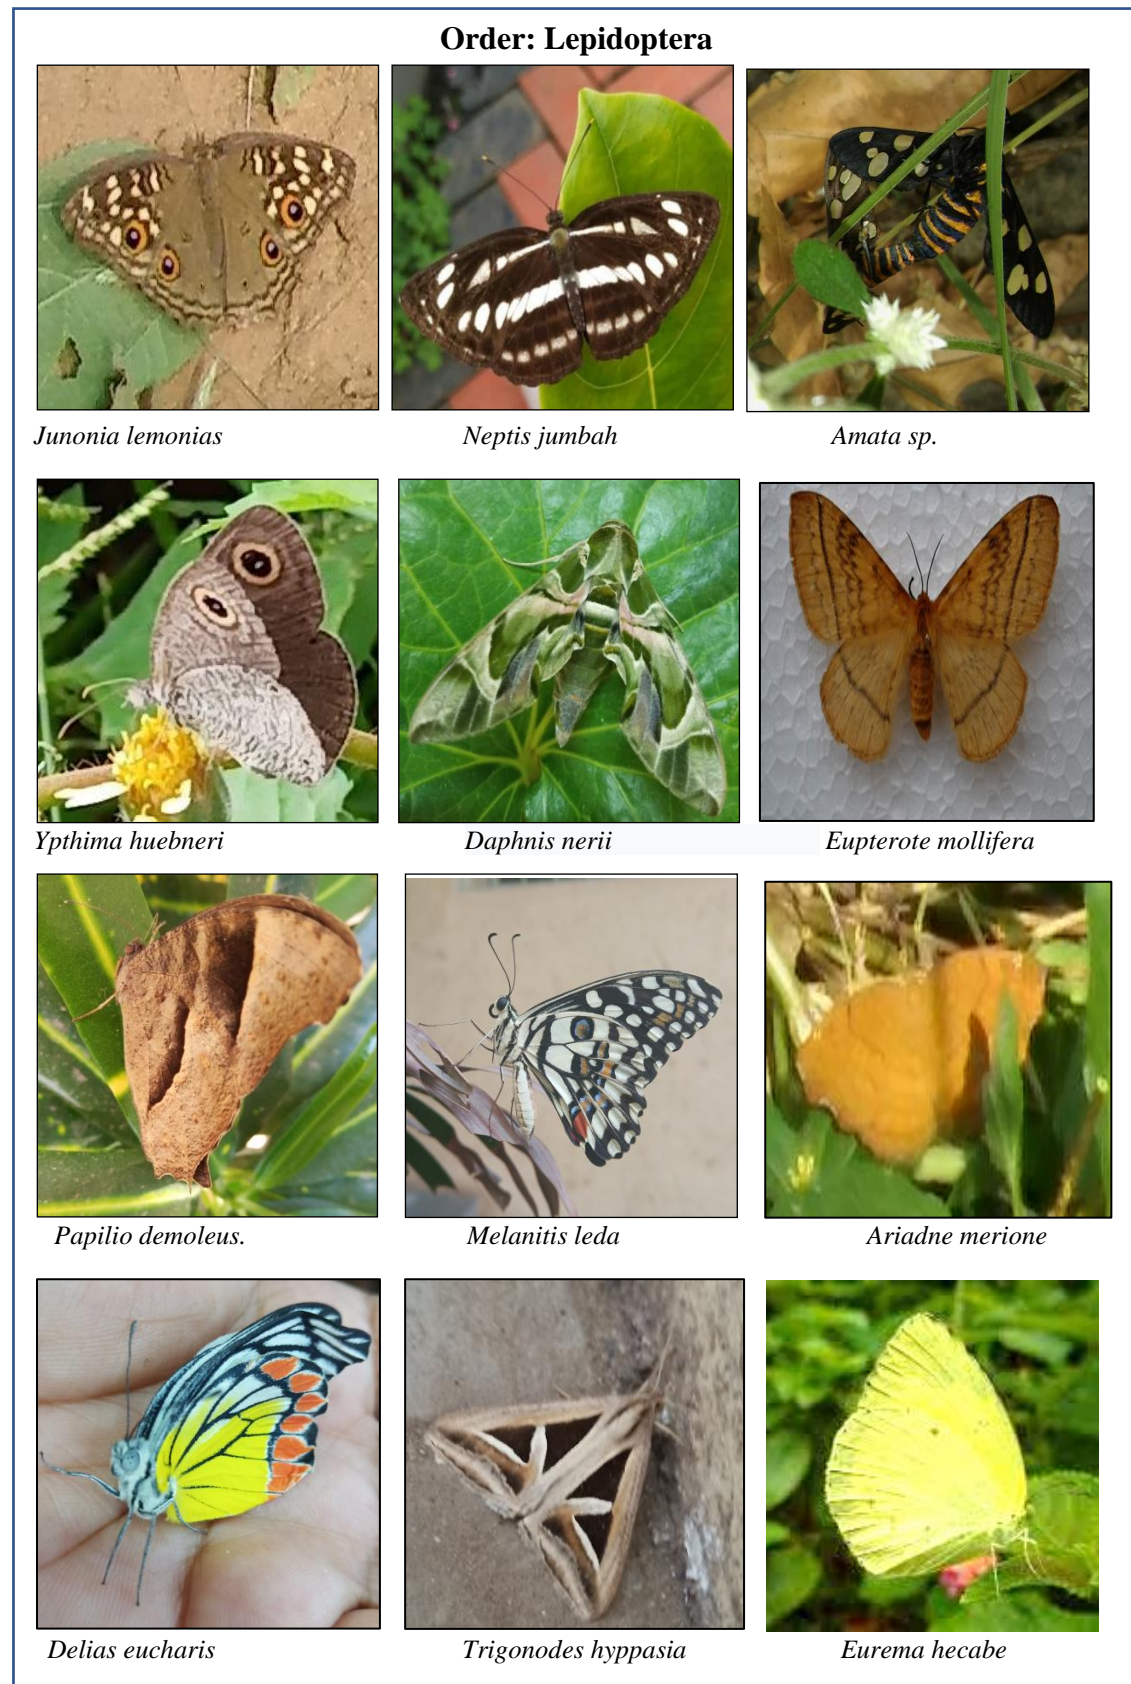 Order: Lepidoptera
Junonia lemonias
Neptis jumbah
Amata sp.
Ypthima huebneri
Daphnis nerii
Eupterote mollifera
Papilio demoleus.
Melanitis leda
Ariadne merione
Delias eucharis
Trigonodes hyppasia
Eurema hecabe